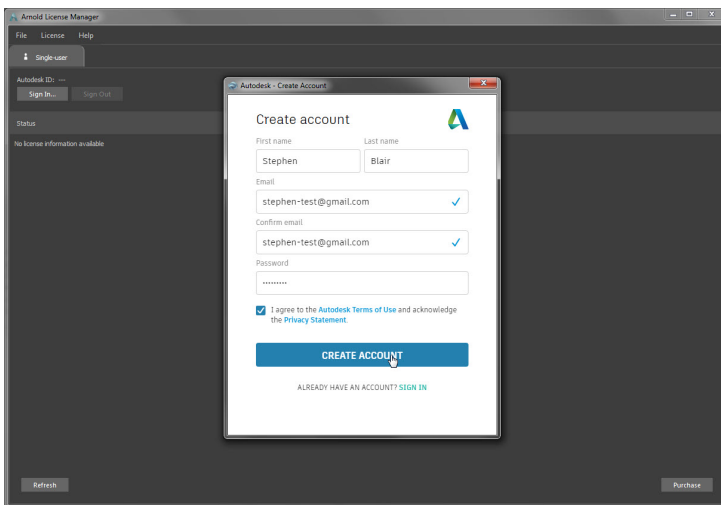 Arnold License Manager
File License Help
Single-user
Autodesk ID: ---
Sign In... Sign Out
Status
No license information available
Autodesk - Create Account
Create account
First name Last name
Stephen Blair
Email
stephen-test@gmail.com
Confirm email
stephen-test@gmail.com
Password
•••••••••
I agree to the Autodesk Terms of Use and acknowledge
the Privacy Statement.
CREATE ACCOUNT
ALREADY HAVE AN ACCOUNT? SIGN IN
Refresh Purchase